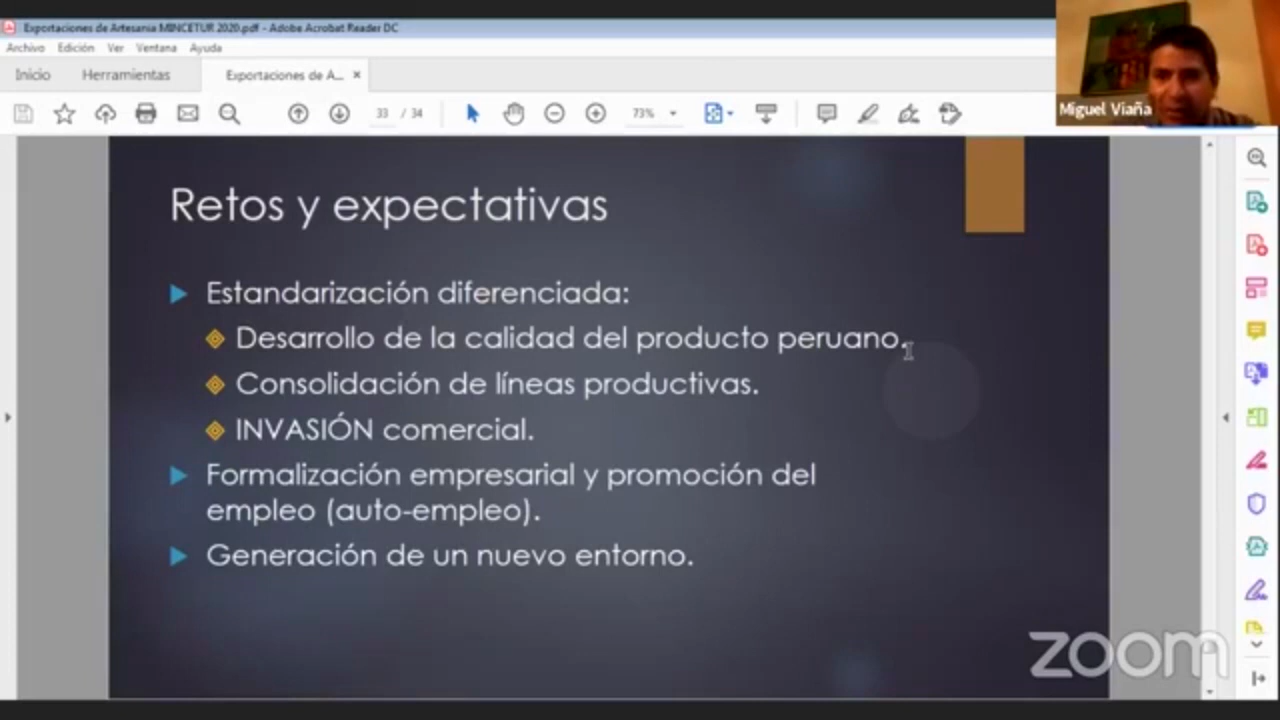 Exportaciones de Artesania MINCETUR 2020.pdf - Adobe Acrobat Reader DC
Archivo Edición Ver Ventana Ayuda
Inicio Herramientas Exportaciones de A... ×
33 / 34 73%
Miguel Viaña
Retos y expectativas
Estandarización diferenciada:
Desarrollo de la calidad del producto peruano.
Consolidación de líneas productivas.
INVASIÓN comercial.
Formalización empresarial y promoción del
empleo (auto-empleo).
Generación de un nuevo entorno.
zoom